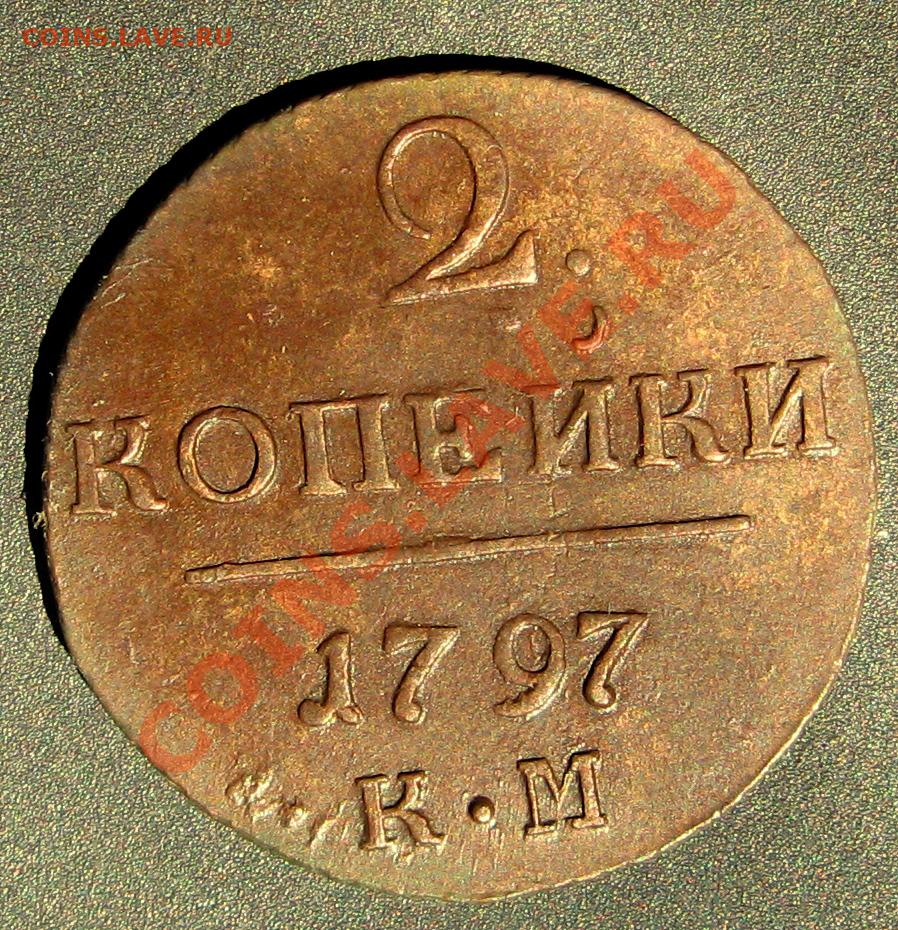 COINS.LAVE.RU
2.
КОПЕЙКИ
1797
К·М
COINS.LAVE.RU